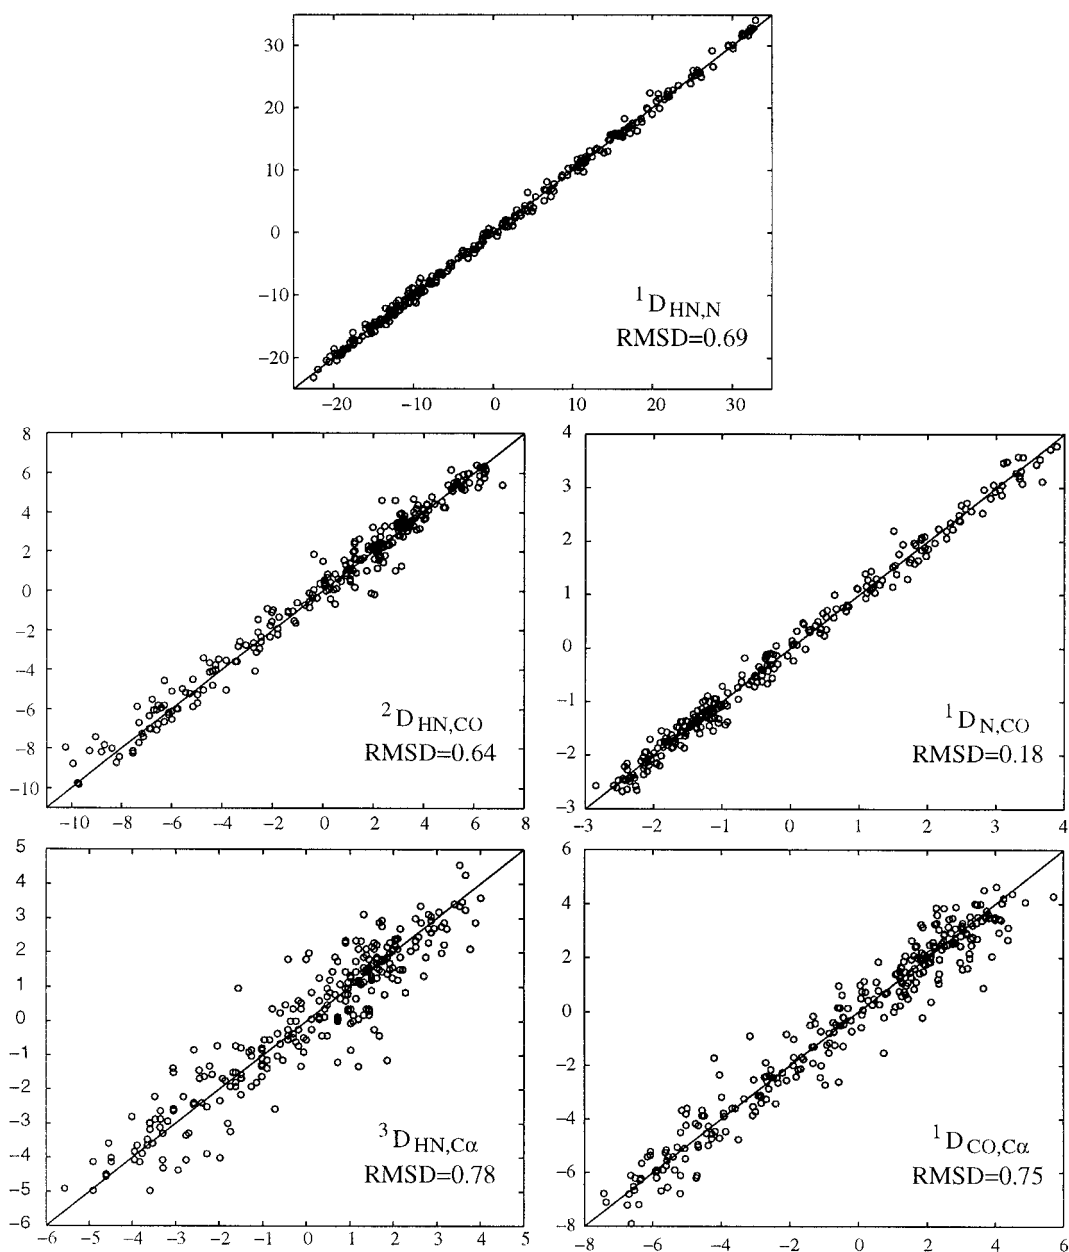 30
20
10
0
−10
−20
−20 −10 0 10 20 30
1DHN,N
RMSD=0.69
8
6
4
2
0
−2
−4
−6
−8
−10
−10 −8 −6 −4 −2 0 2 4 6 8
2DHN,CO
RMSD=0.64
4
3
2
1
0
−1
−2
−3
−3 −2 −1 0 1 2 3 4
1DN,CO
RMSD=0.18
5
4
3
2
1
0
−1
−2
−3
−4
−5
−6
−6 −5 −4 −3 −2 −1 0 1 2 3 4 5
3DHN,Cα
RMSD=0.78
6
4
2
0
−2
−4
−6
−8
−8 −6 −4 −2 0 2 4 6
1DCO,Cα
RMSD=0.75